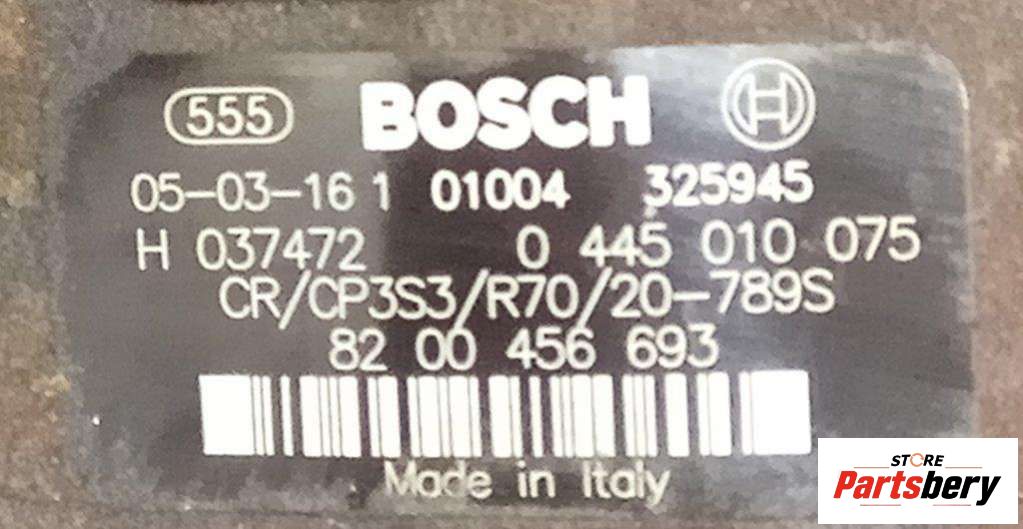 555 BOSCH
05-03-16 1 01004 325945
H 037472 0 445 010 075
CR/CP3S3/R70/20-789S
82 00 456 693
Made in Italy
STORE
Partsbery